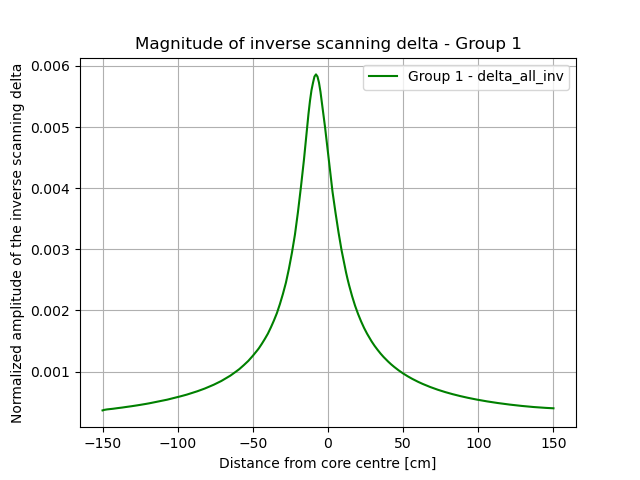 Magnitude of inverse scanning delta - Group 1
Normalized amplitude of the inverse scanning delta
0.006
0.005
0.004
0.003
0.002
0.001
Group 1 - delta_all_inv
−150 −100 −50 0 50 100 150
Distance from core centre [cm]